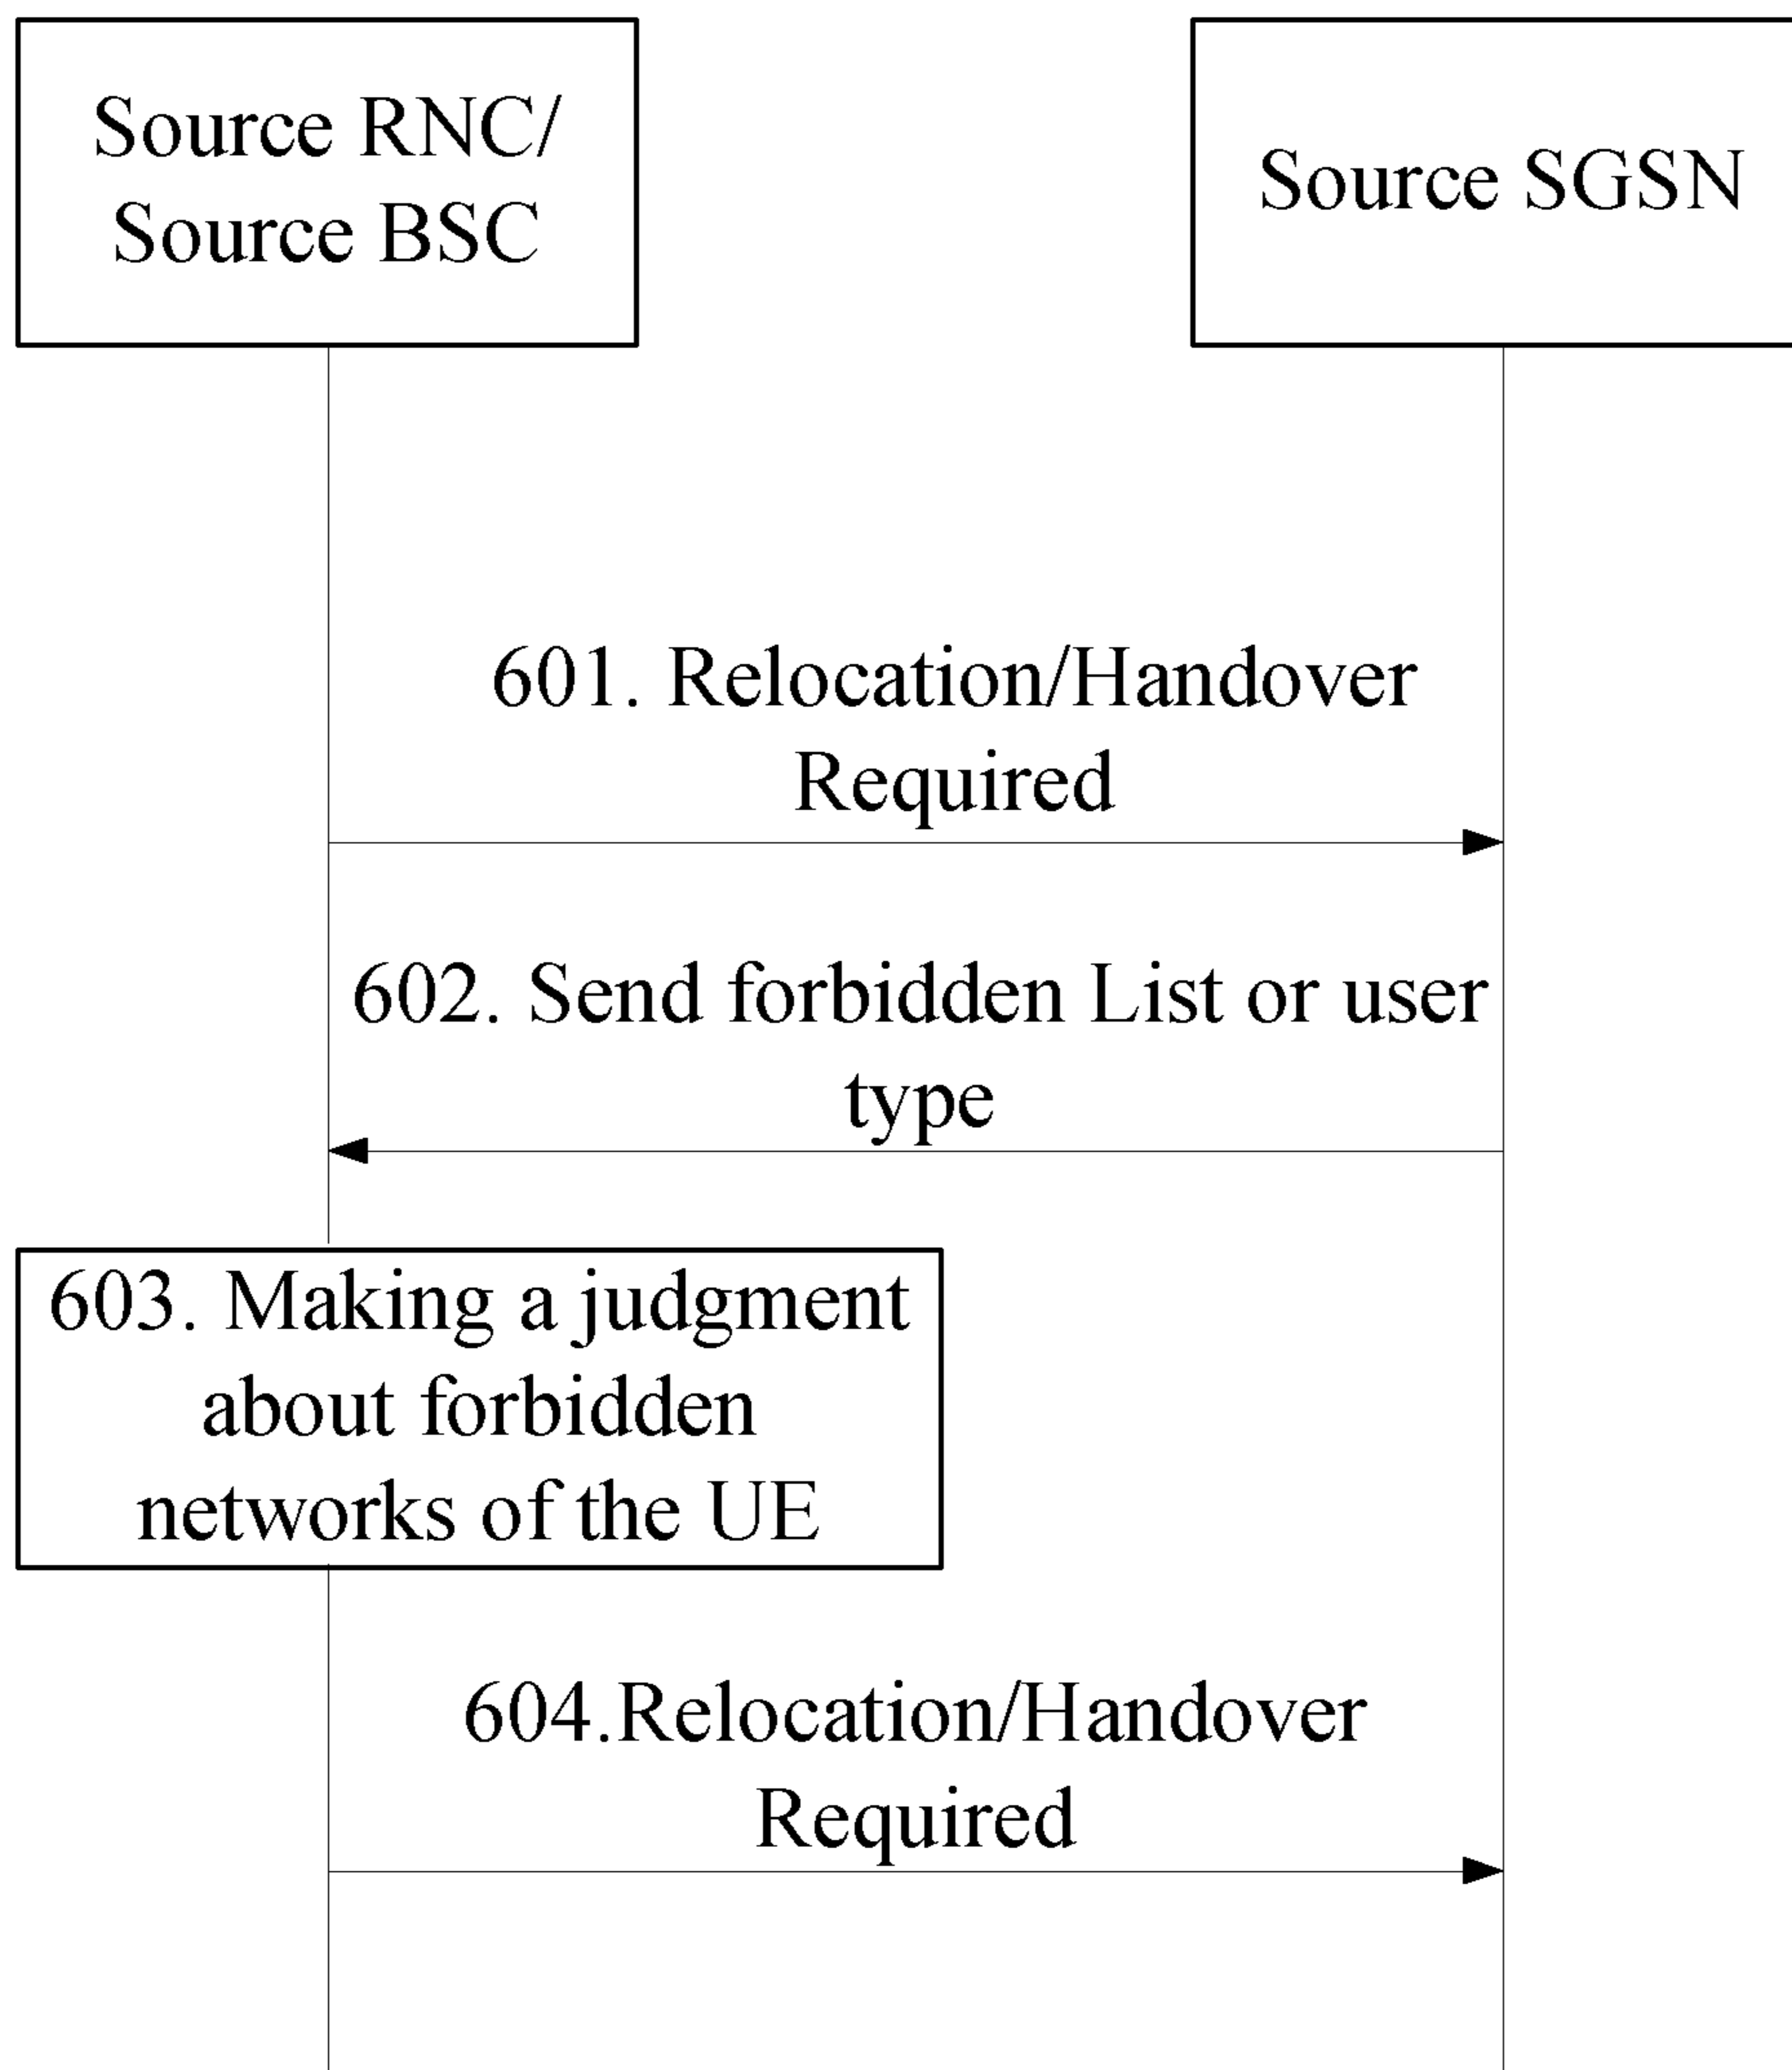 Source RNC/
Source BSC
Source SGSN
601. Relocation/Handover
Required
602. Send forbidden List or user
type
603. Making a judgment
about forbidden
networks of the UE
604.Relocation/Handover
Required